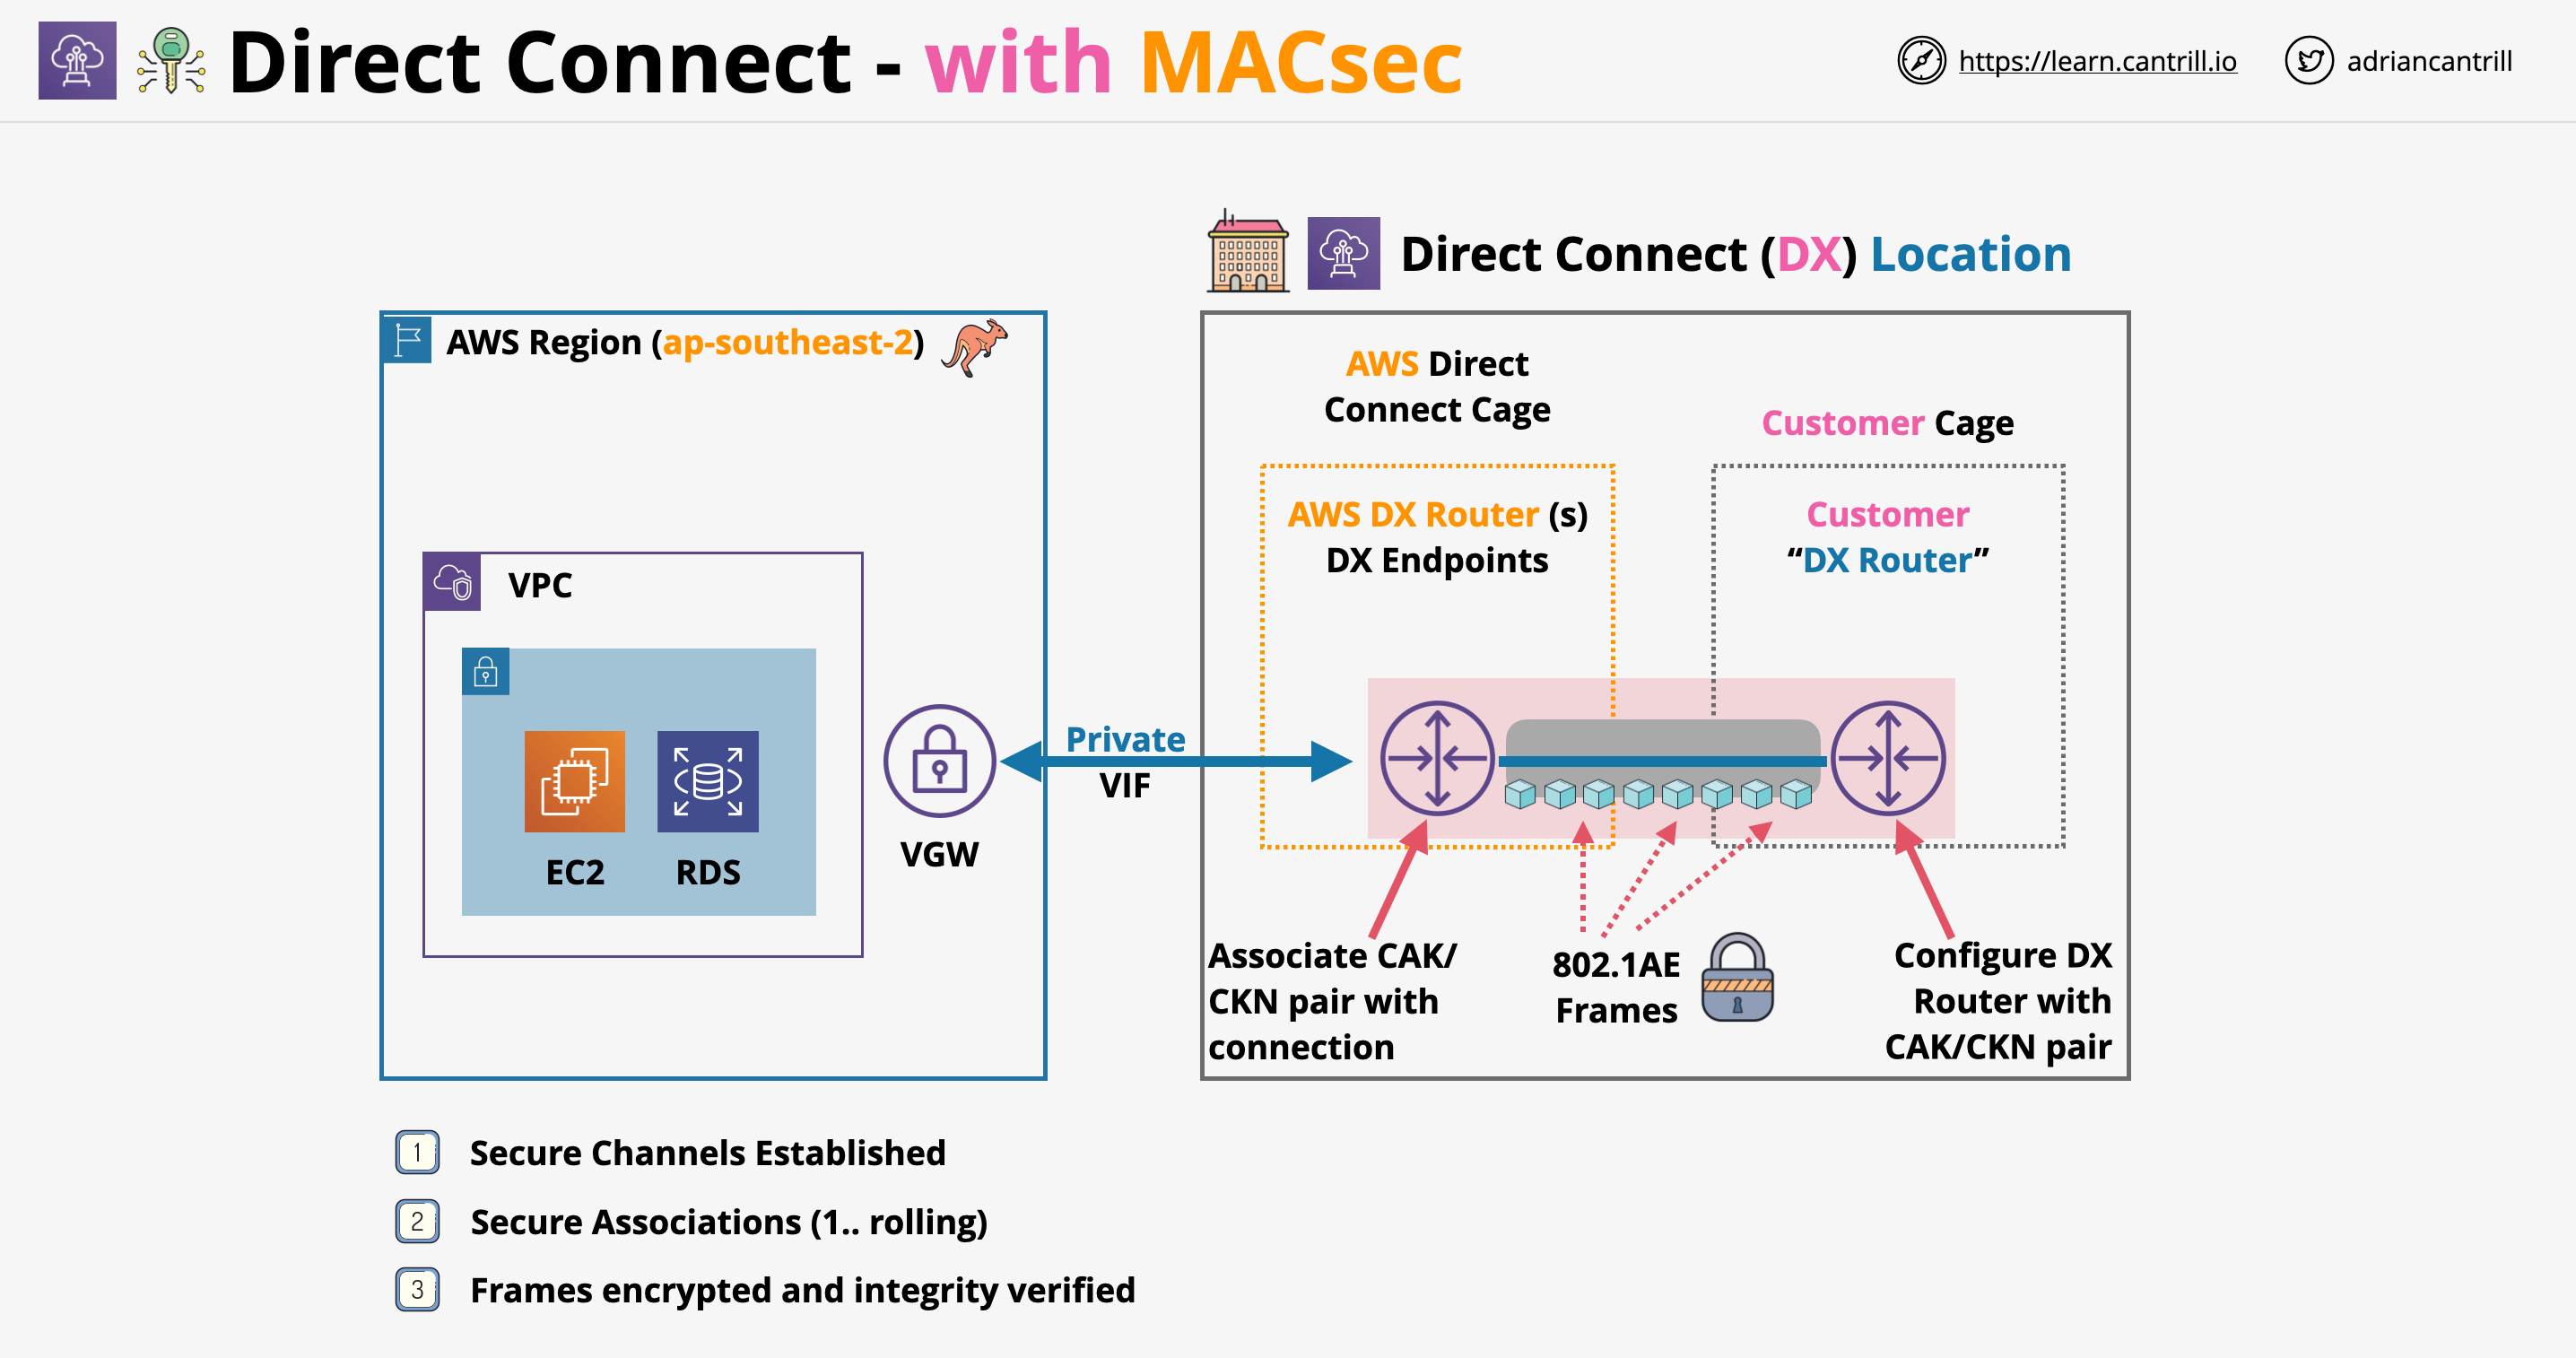 Direct Connect - with MACsec
https://learn.cantrill.io
adriancantrill
Direct Connect (DX) Location
AWS Region (ap-southeast-2)
AWS Direct
Connect Cage
Customer Cage
AWS DX Router (s)
DX Endpoints
Customer
“DX Router”
VPC
EC2
RDS
VGW
Private
VIF
Associate CAK/
CKN pair with
connection
802.1AE
Frames
Configure DX
Router with
CAK/CKN pair
1 Secure Channels Established
2 Secure Associations (1.. rolling)
3 Frames encrypted and integrity verified